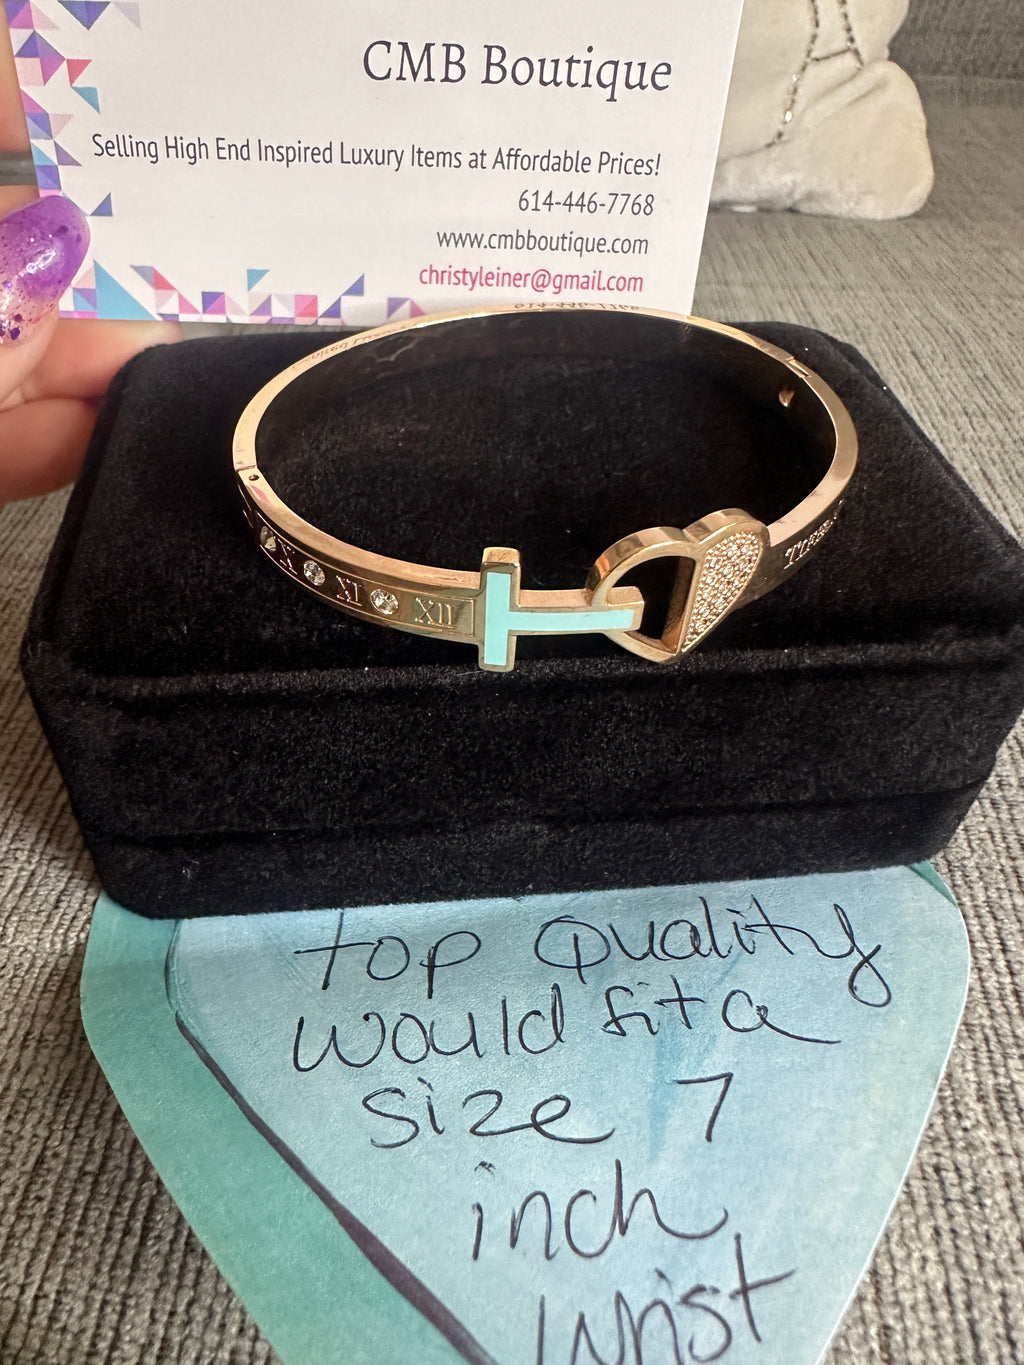 CMB Boutique
Selling High End Inspired Luxury Items at Affordable Prices!
614-446-7768
www.cmbboutique.com
christyleiner@gmail.com
X XI XII
top Quality
would fit a
size 7
inch
wrist